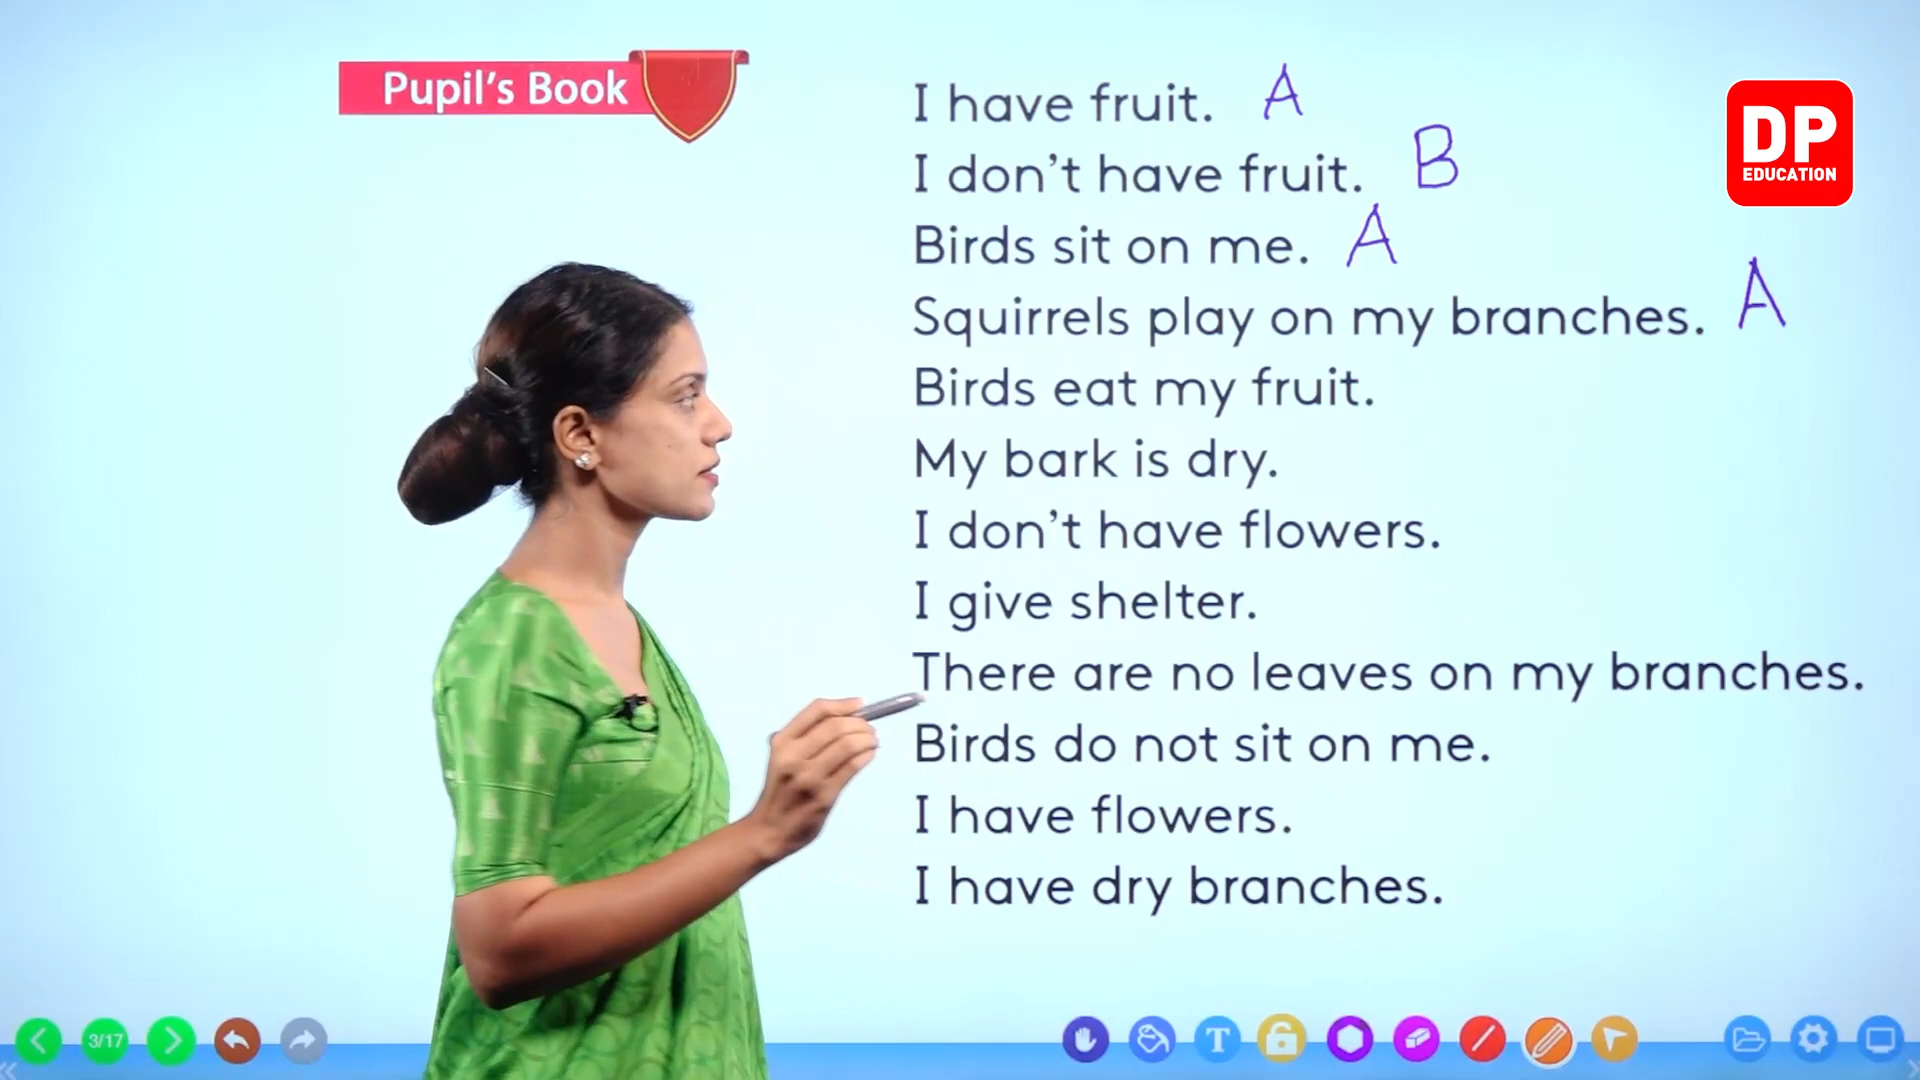 Pupil's Book
I have fruit. A
I don't have fruit. B
Birds sit on me. A
Squirrels play on my branches. A
Birds eat my fruit.
My bark is dry.
I don't have flowers.
I give shelter.
There are no leaves on my branches.
Birds do not sit on me.
I have flowers.
I have dry branches.
DP
EDUCATION
3/17
T